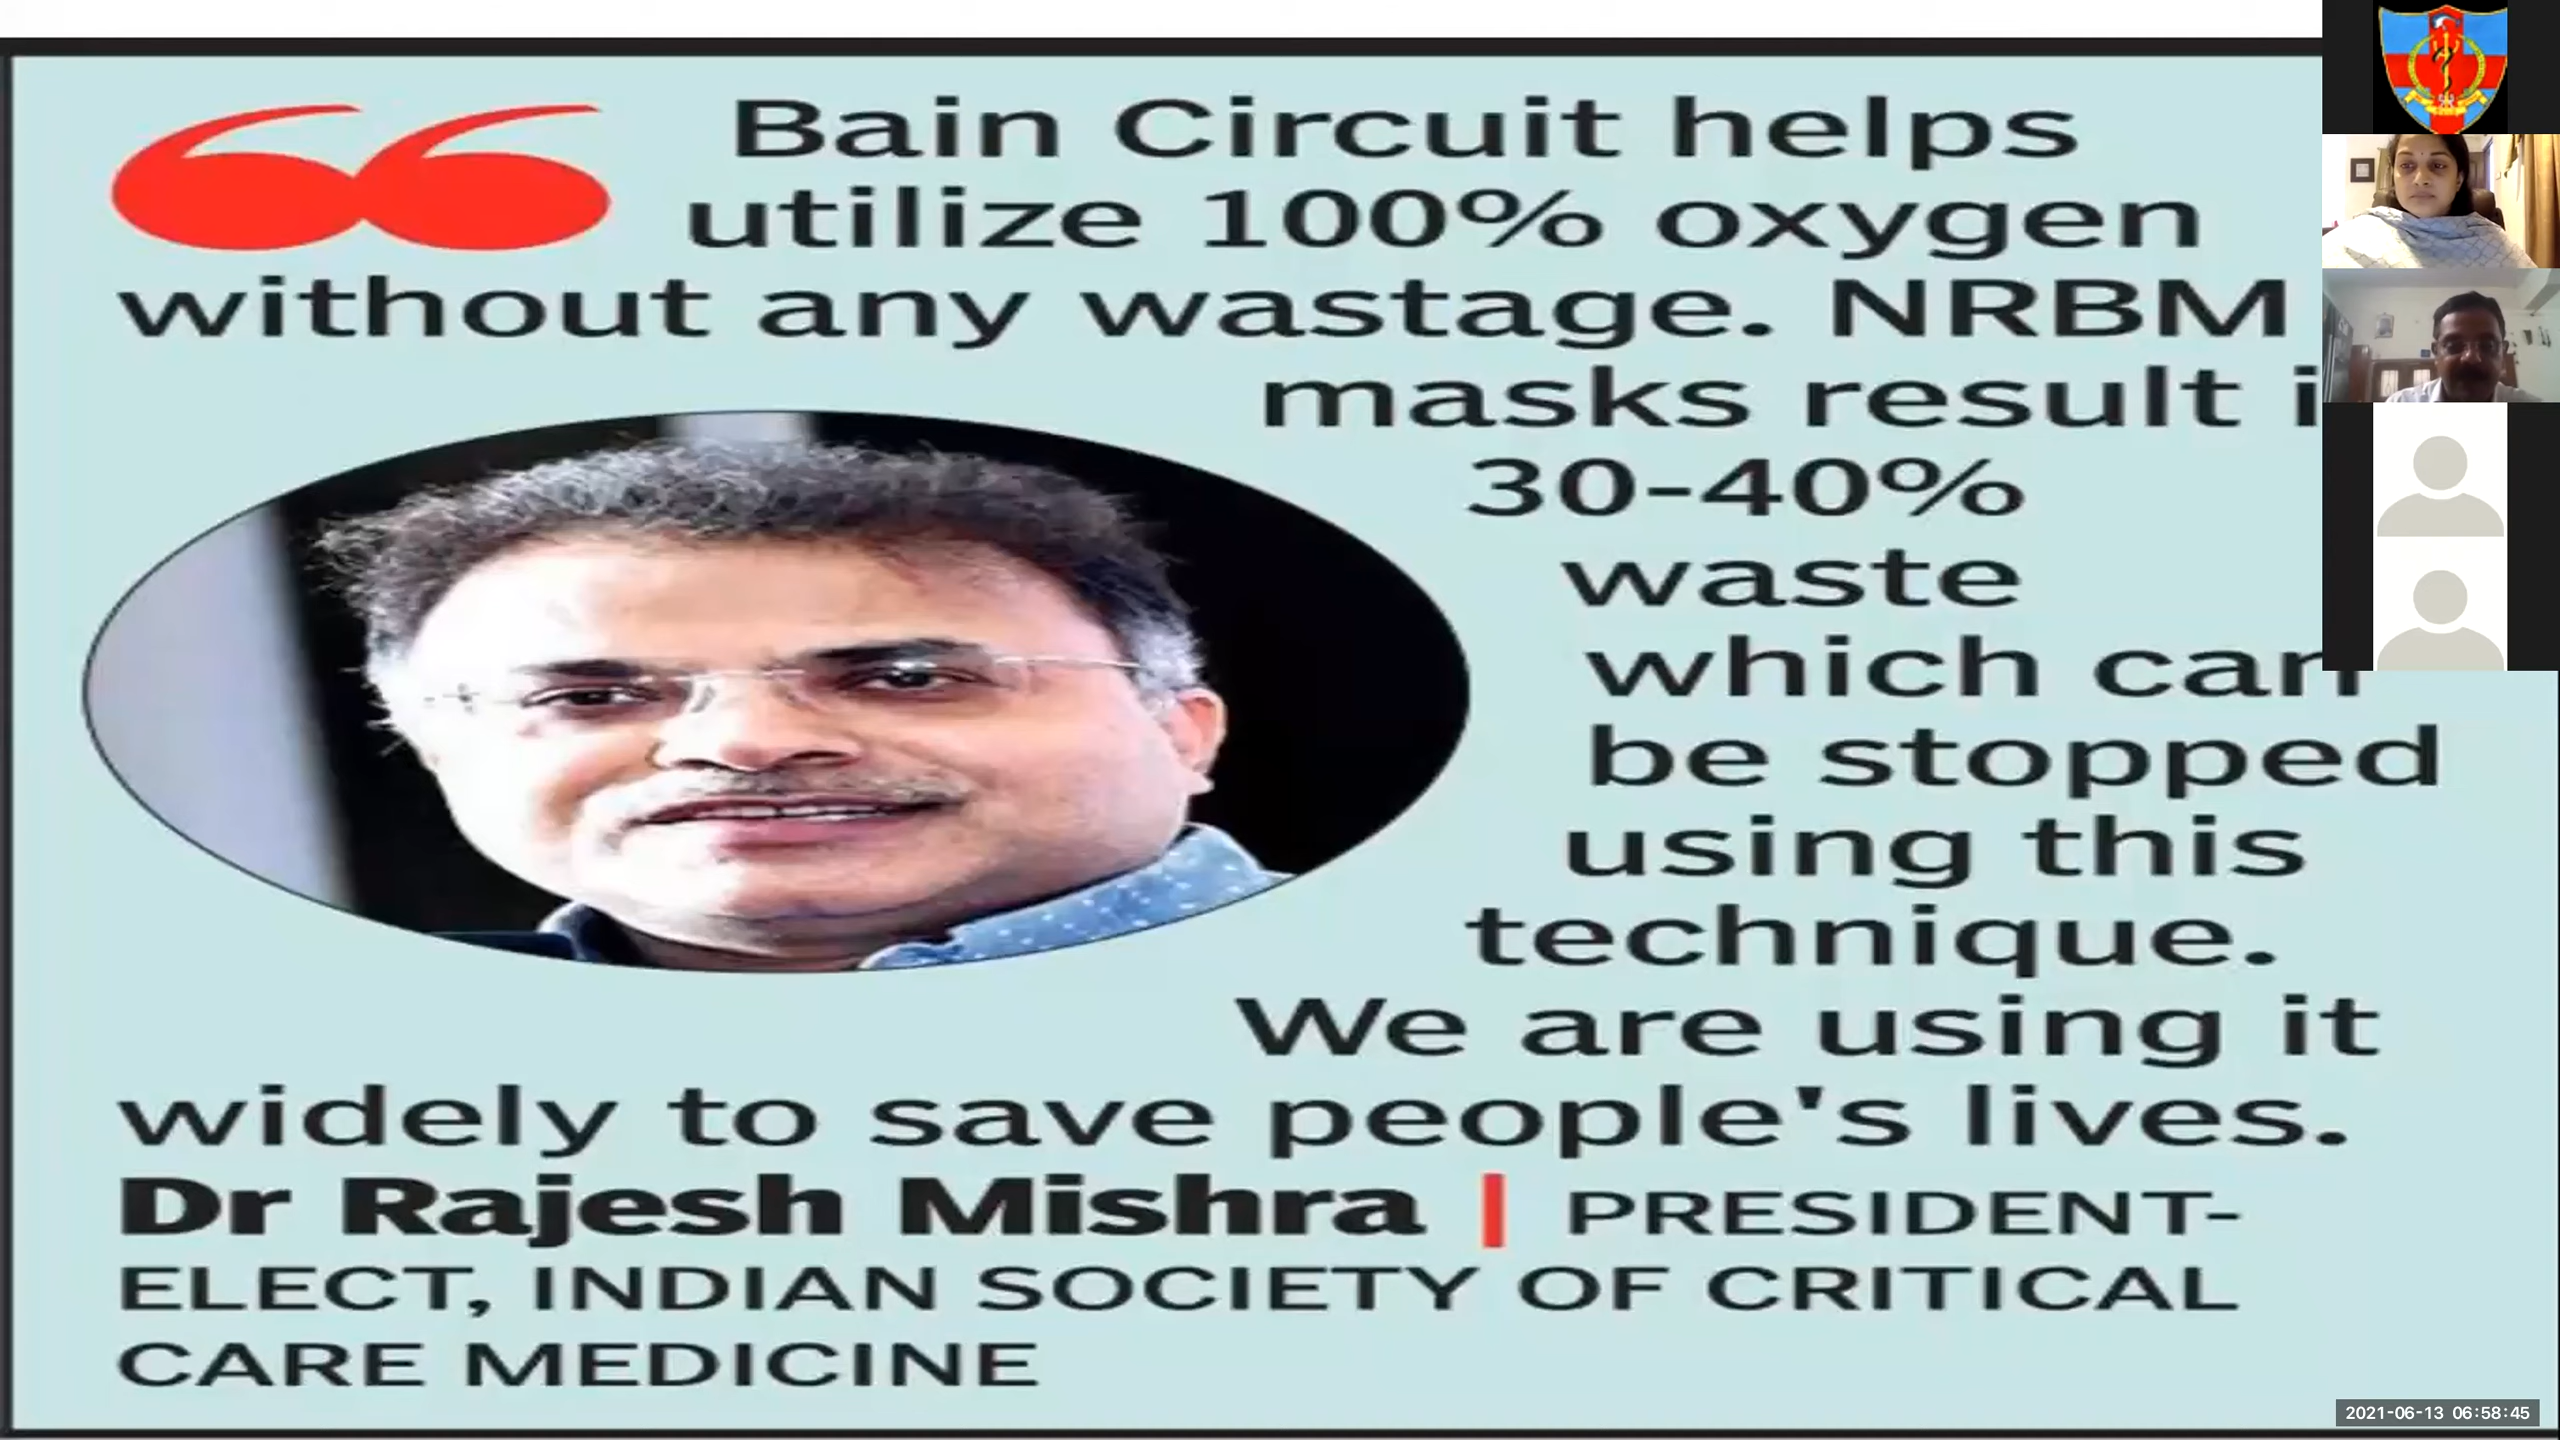 Bain Circuit helps
utilize 100% oxygen
without any wastage. NRBM
masks result i
30-40%
waste
which can
be stopped
using this
technique.
We are using it
widely to save people's lives.
Dr Rajesh Mishra | PRESIDENT-
ELECT, INDIAN SOCIETY OF CRITICAL
CARE MEDICINE
2021-06-13 06:58:45